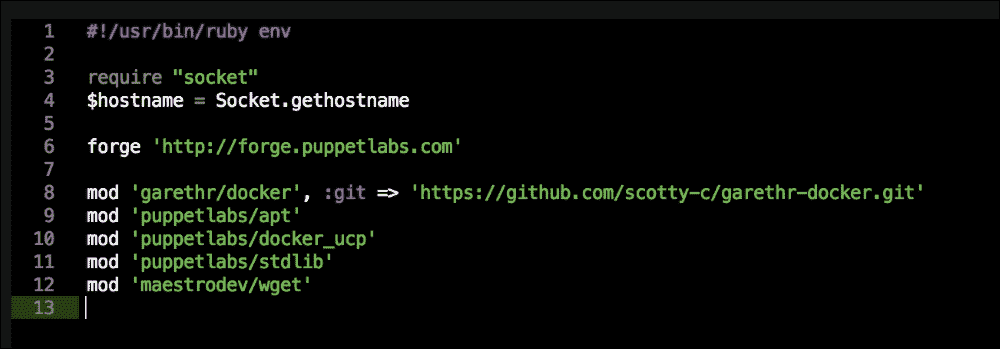 1 #!/usr/bin/ruby env
2
3 require "socket"
4 $hostname = Socket.gethostname
5
6 forge 'http://forge.puppetlabs.com'
7
8 mod 'garethr/docker', :git => 'https://github.com/scotty-c/garethr-docker.git'
9 mod 'puppetlabs/apt'
10 mod 'puppetlabs/docker_ucp'
11 mod 'puppetlabs/stdlib'
12 mod 'maestrodev/wget'
13